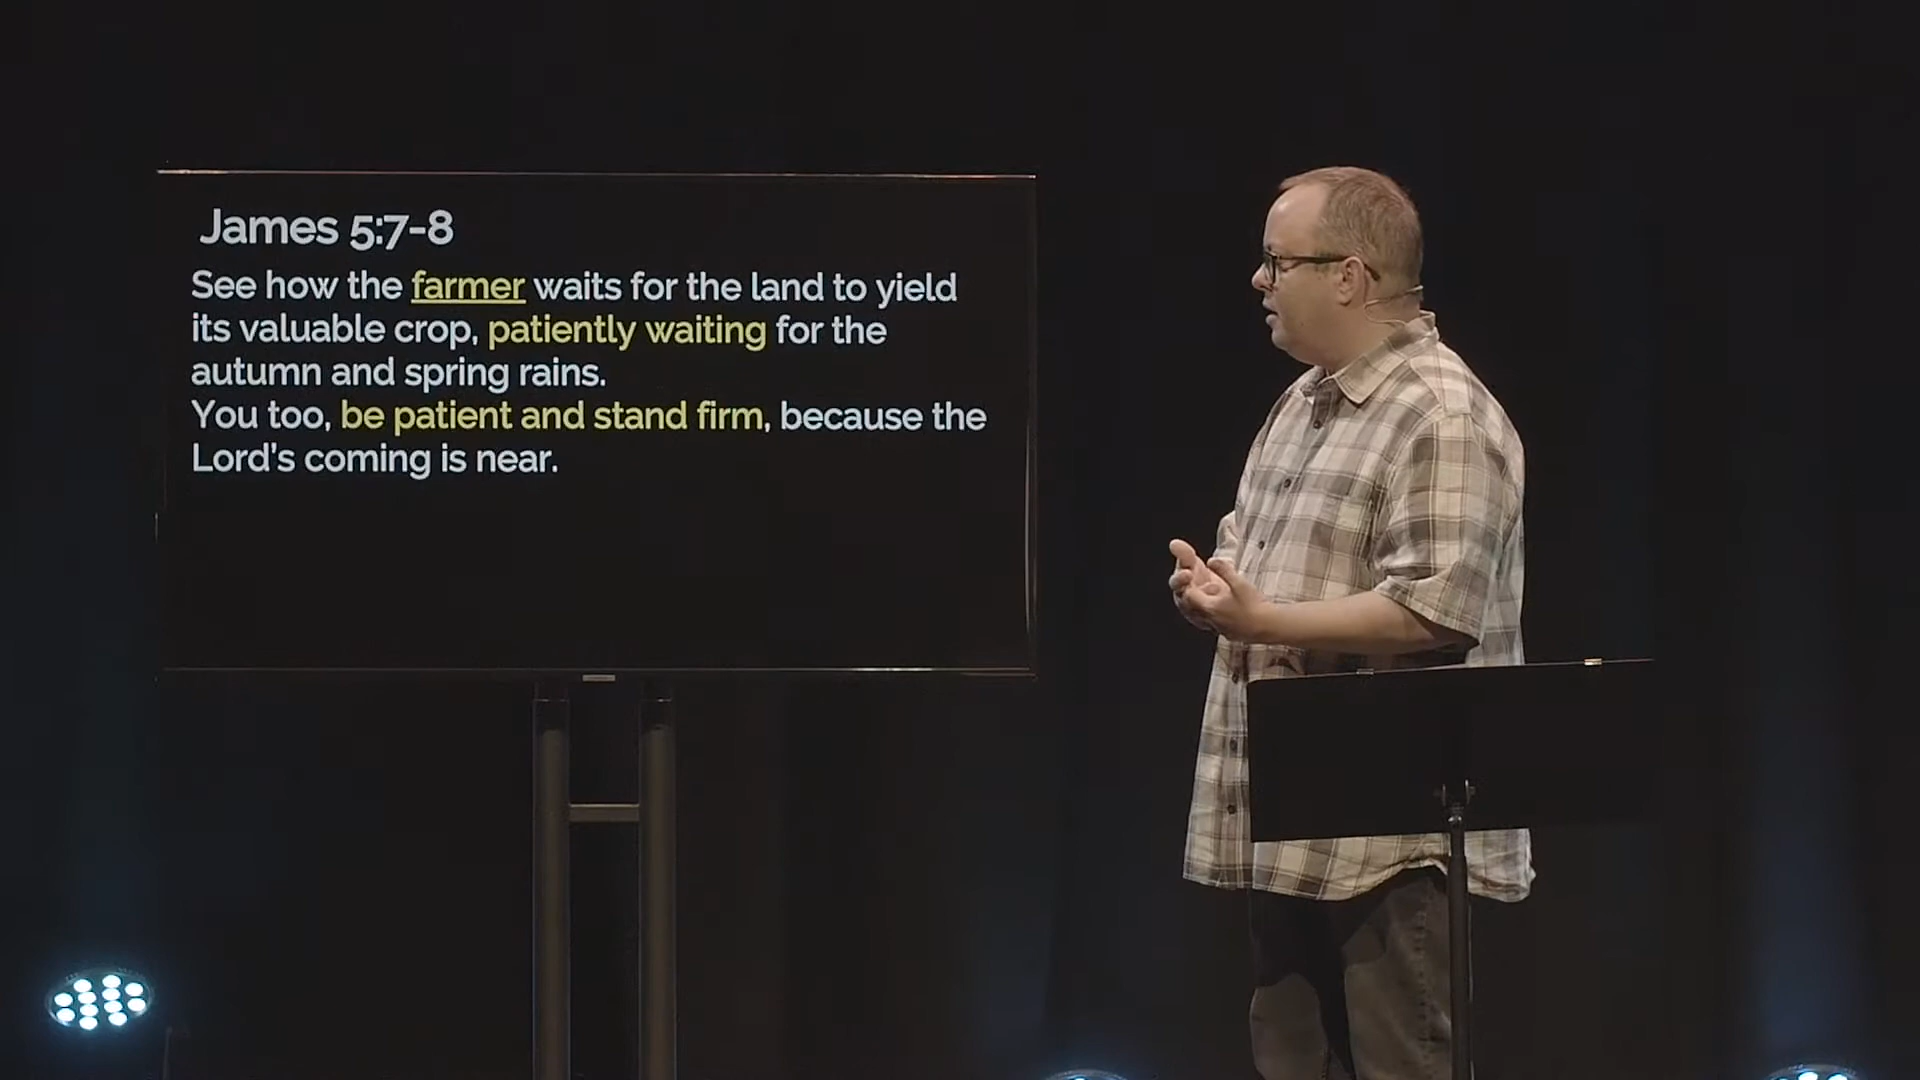 James 5:7-8
See how the farmer waits for the land to yield
its valuable crop, patiently waiting for the
autumn and spring rains.
You too, be patient and stand firm, because the
Lord's coming is near.